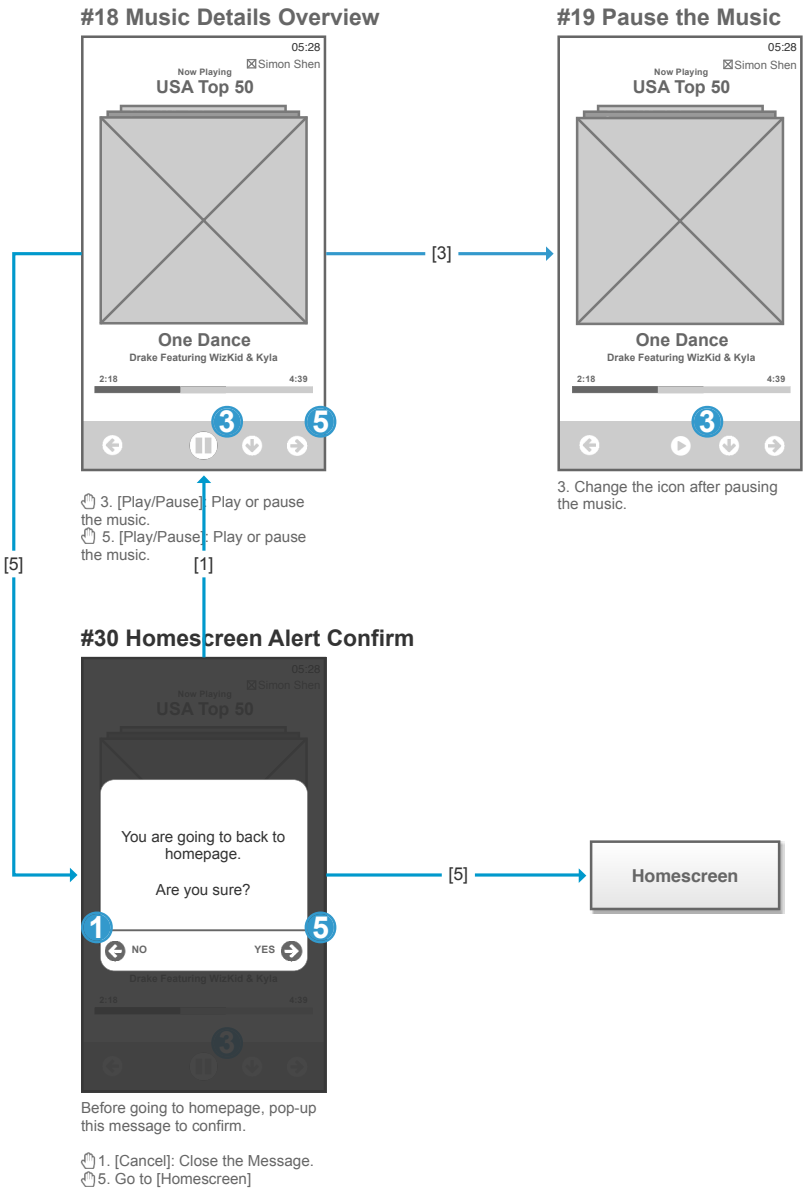 #18 Music Details Overview
05:28
Simon Shen
Now Playing
USA Top 50
One Dance
Drake Featuring WizKid & Kyla
2:18 4:39
3 5
3. [Play/Pause]: Play or pause
the music.
5. [Play/Pause]: Play or pause
the music.
[3]
#19 Pause the Music
05:28
Simon Shen
Now Playing
USA Top 50
One Dance
Drake Featuring WizKid & Kyla
2:18 4:39
3
3. Change the icon after pausing
the music.
[5]
[1]
#30 Homescreen Alert Confirm
05:28
Simon Shen
Now Playing
USA Top 50
You are going to back to
homepage.
Are you sure?
1 5
NO YES
Drake Featuring WizKid & Kyla
2:18 4:39
3
Before going to homepage, pop-up
this message to confirm.
1. [Cancel]: Close the Message.
5. Go to [Homescreen]
[5]
Homescreen